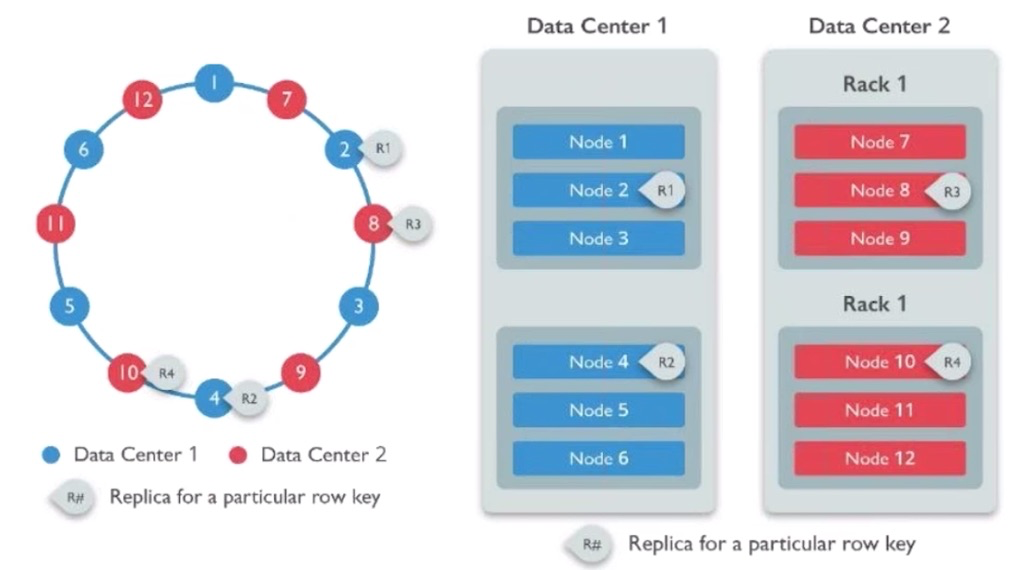 1
7
2
R1
8
R3
3
9
4
R2
10
R4
5
11
6
12
Data Center 1
Data Center 2
R#
Replica for a particular row key
Data Center 1
Node 1
Node 2
R1
Node 3
Node 4
R2
Node 5
Node 6
Data Center 2
Rack 1
Node 7
Node 8
R3
Node 9
Rack 1
Node 10
R4
Node 11
Node 12
R#
Replica for a particular row key